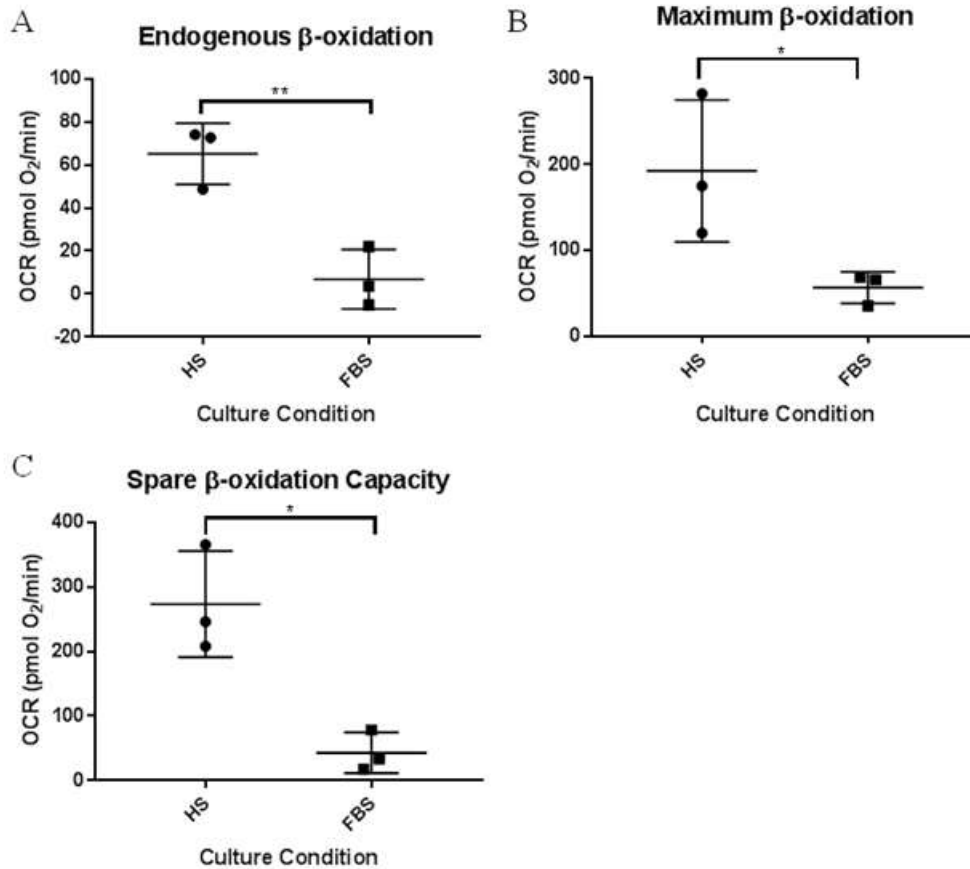 A
Endogenous β-oxidation
**
100
80
60
40
20
0
-20
OCR (pmol O₂/min)
HS
FBS
Culture Condition
B
Maximum β-oxidation
*
300
200
100
0
OCR (pmol O₂/min)
HS
FBS
Culture Condition
C
Spare β-oxidation Capacity
*
400
300
200
100
0
OCR (pmol O₂/min)
HS
FBS
Culture Condition